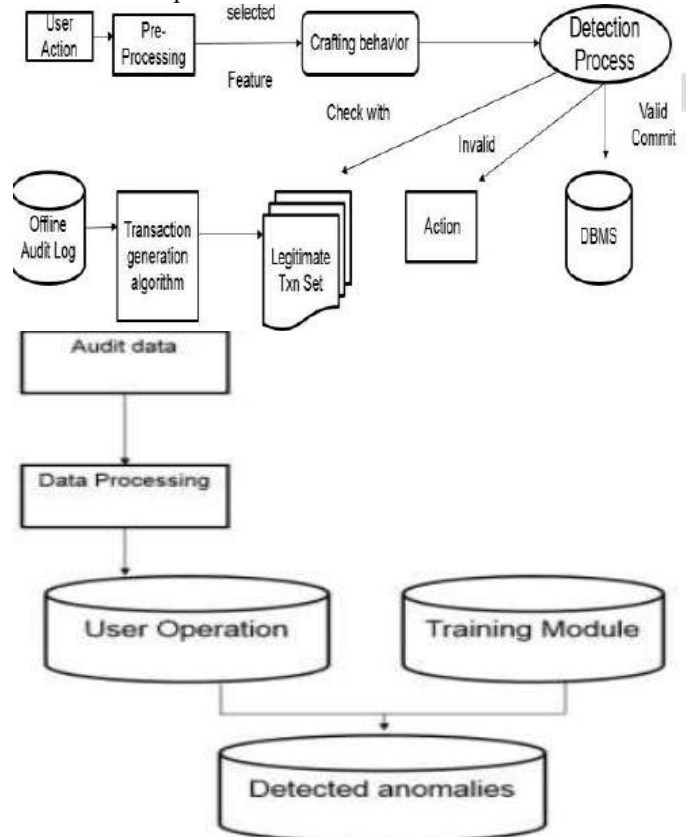 User
Action
Pre-
Processing
selected
Feature
Crafting behavior
Detection
Process
Check with
Invalid
Valid
Commit
Offline
Audit Log
Transaction
generation
algorithm
Legitimate
Txn Set
Action
DBMS
Audit data
Data Processing
User Operation
Training Module
Detected anomalies